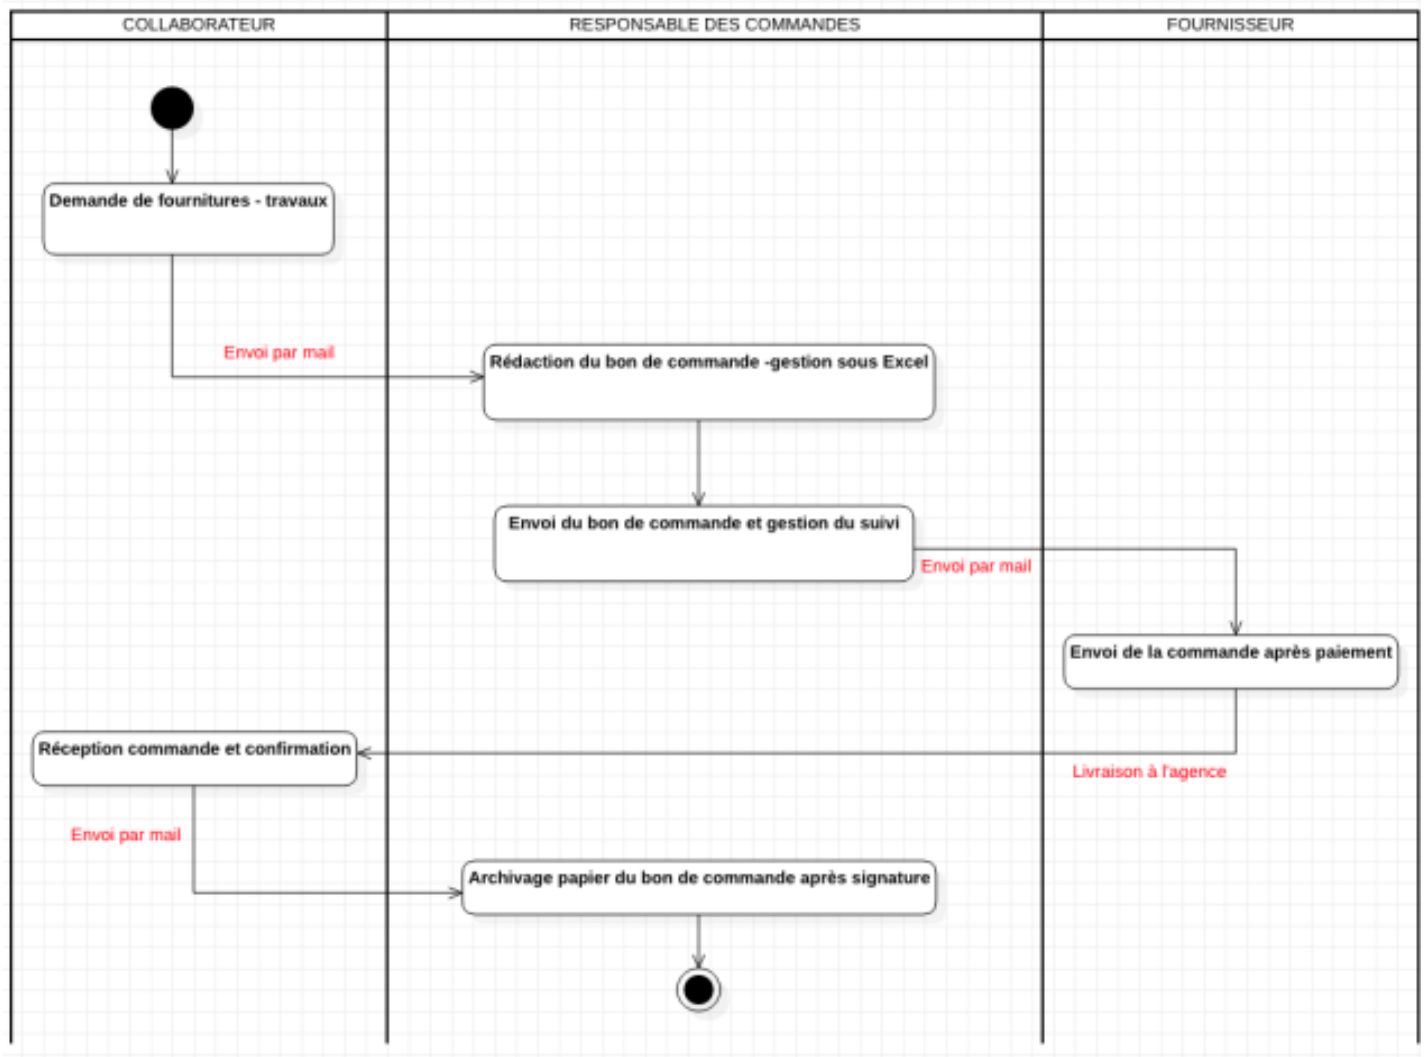 COLLABORATEUR
RESPONSABLE DES COMMANDES
FOURNISSEUR
Demande de fournitures - travaux
Envoi par mail
Rédaction du bon de commande -gestion sous Excel
Envoi du bon de commande et gestion du suivi
Envoi par mail
Envoi de la commande après paiement
Réception commande et confirmation
Livraison à l'agence
Envoi par mail
Archivage papier du bon de commande après signature